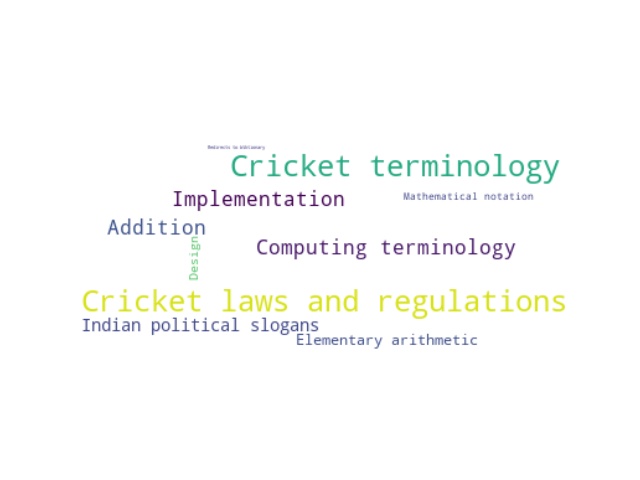 Redirects to Wiktionary
Cricket terminology
Implementation
Mathematical notation
Addition
Design
Computing terminology
Cricket laws and regulations
Indian political slogans
Elementary arithmetic